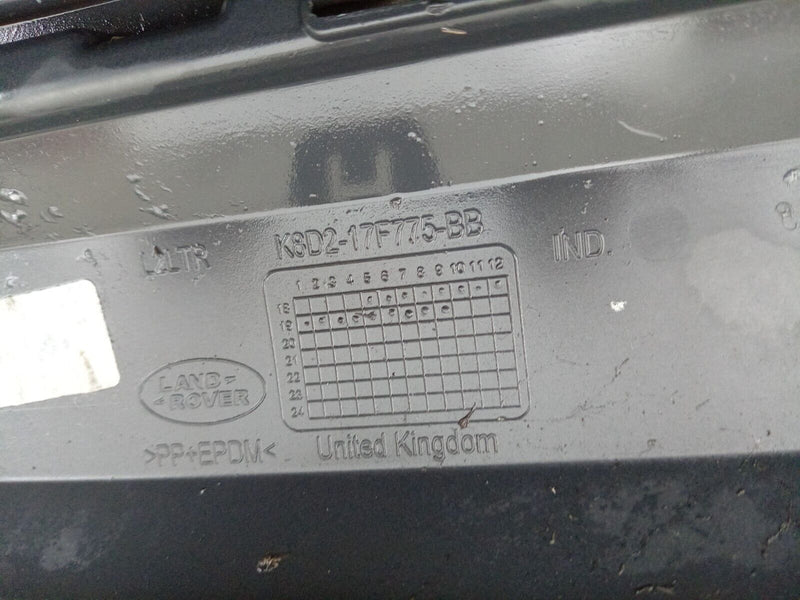 K8D2-17F775-BB
IND.
1 2 3 4 5 6 7 8 9 10 11 12
18
19
20
21
22
23
24
LAND
ROVER
>PP+EPDM<
United Kingdom